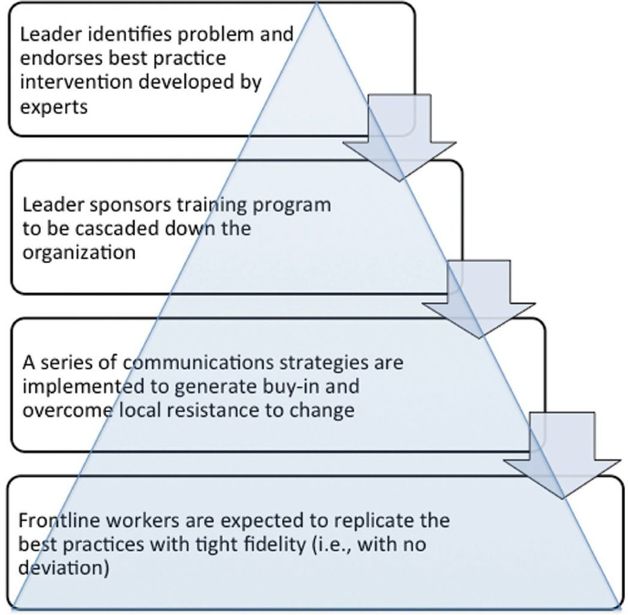 Leader identifies problem and
endorses best practice
intervention developed by
experts
Leader sponsors training program
to be cascaded down the
organization
A series of communications strategies are
implemented to generate buy-in and
overcome local resistance to change
Frontline workers are expected to replicate the
best practices with tight fidelity (i.e., with no
deviation)